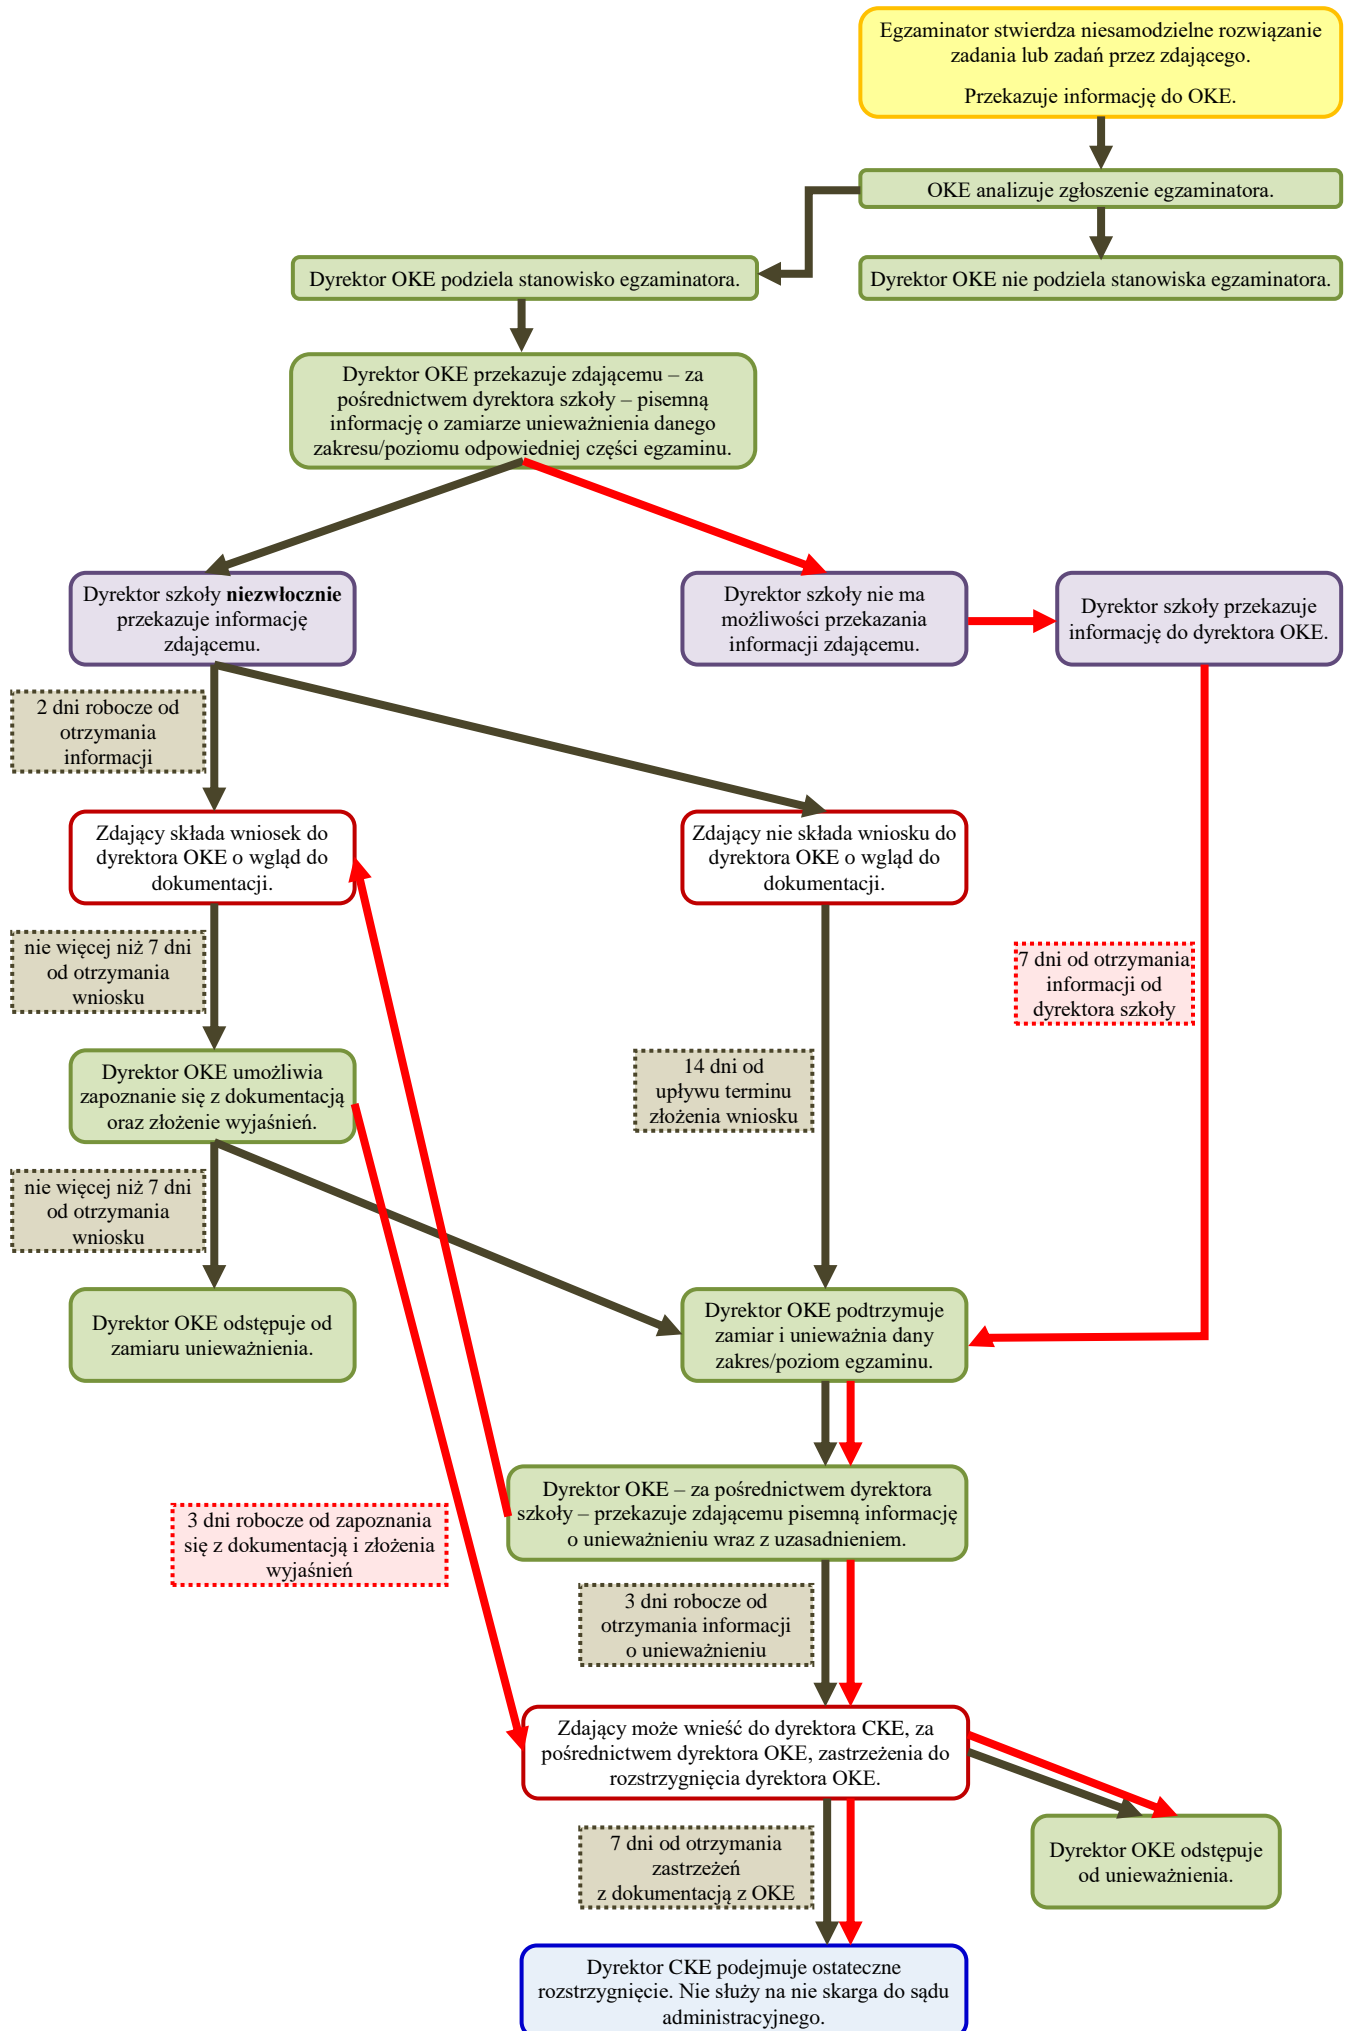 Egzaminator stwierdza niesamodzielne rozwiązanie
zadania lub zadań przez zdającego.
Przekazuje informację do OKE.
OKE analizuje zgłoszenie egzaminatora.
Dyrektor OKE podziela stanowisko egzaminatora.
Dyrektor OKE nie podziela stanowiska egzaminatora.
Dyrektor OKE przekazuje zdającemu – za
pośrednictwem dyrektora szkoły – pisemną
informację o zamiarze unieważnienia danego
zakresu/poziomu odpowiedniej części egzaminu.
Dyrektor szkoły niezwłocznie
przekazuje informację
zdającemu.
Dyrektor szkoły nie ma
możliwości przekazania
informacji zdającemu.
Dyrektor szkoły przekazuje
informację do dyrektora OKE.
2 dni robocze od
otrzymania
informacji
Zdający składa wniosek do
dyrektora OKE o wgląd do
dokumentacji.
Zdający nie składa wniosku do
dyrektora OKE o wgląd do
dokumentacji.
nie więcej niż 7 dni
od otrzymania
wniosku
7 dni od otrzymania
informacji od
dyrektora szkoły
Dyrektor OKE umożliwia
zapoznanie się z dokumentacją
oraz złożenie wyjaśnień.
14 dni od
upływu terminu
złożenia wniosku
nie więcej niż 7 dni
od otrzymania
wniosku
Dyrektor OKE odstępuje od
zamiaru unieważnienia.
Dyrektor OKE podtrzymuje
zamiar i unieważnia dany
zakres/poziom egzaminu.
Dyrektor OKE – za pośrednictwem dyrektora
szkoły – przekazuje zdającemu pisemną informację
o unieważnieniu wraz z uzasadnieniem.
3 dni robocze od zapoznania
się z dokumentacją i złożenia
wyjaśnień
3 dni robocze od
otrzymania informacji
o unieważnieniu
Zdający może wnieść do dyrektora CKE, za
pośrednictwem dyrektora OKE, zastrzeżenia do
rozstrzygnięcia dyrektora OKE.
7 dni od otrzymania
zastrzeżeń
z dokumentacją z OKE
Dyrektor OKE odstępuje
od unieważnienia.
Dyrektor CKE podejmuje ostateczne
rozstrzygnięcie. Nie służy na nie skarga do sądu
administracyjnego.